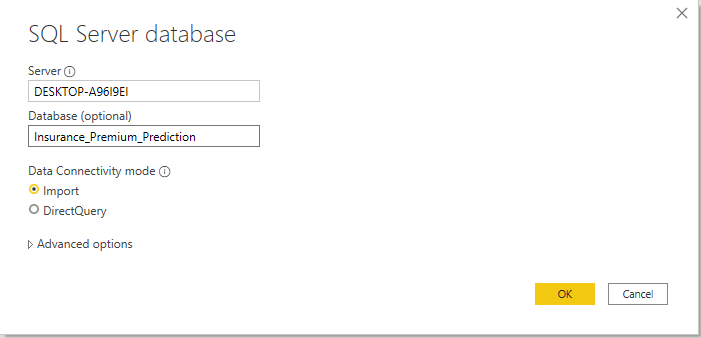 SQL Server database
Server
DESKTOP-A96I9EI
Database (optional)
Insurance_Premium_Prediction
Data Connectivity mode
Import
DirectQuery
Advanced options
OK Cancel